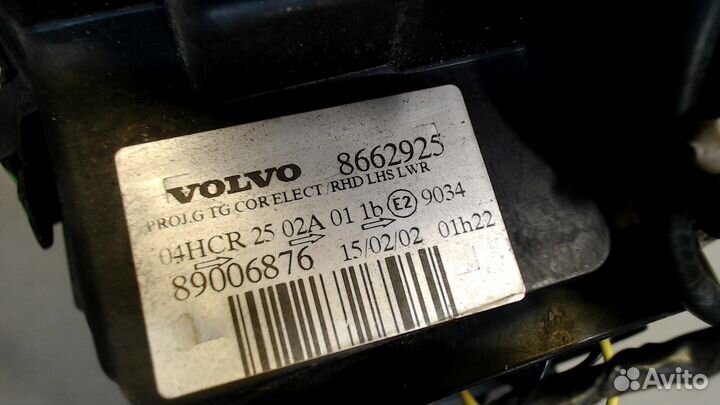 VOLVO 8662925
PROJ.G TG COR ELECT /RHD LHS LWR
04HCR 25 02A 01 1b E2 9034
89006876 15/02/02 01h22
Avito